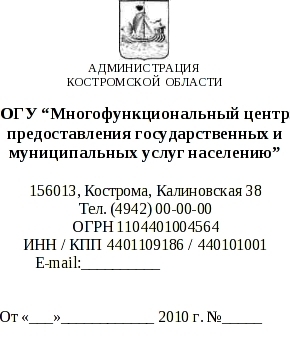 АДМИНИСТРАЦИЯ
КОСТРОМСКОЙ ОБЛАСТИ
ОГУ “Многофункциональный центр
предоставления государственных и
муниципальных услуг населению”
156013, Кострома, Калиновская 38
Тел. (4942) 00-00-00
ОГРН 1104401004564
ИНН / КПП 4401109186 / 440101001
E-mail:__________
От «___»____________ 2010 г. №_____